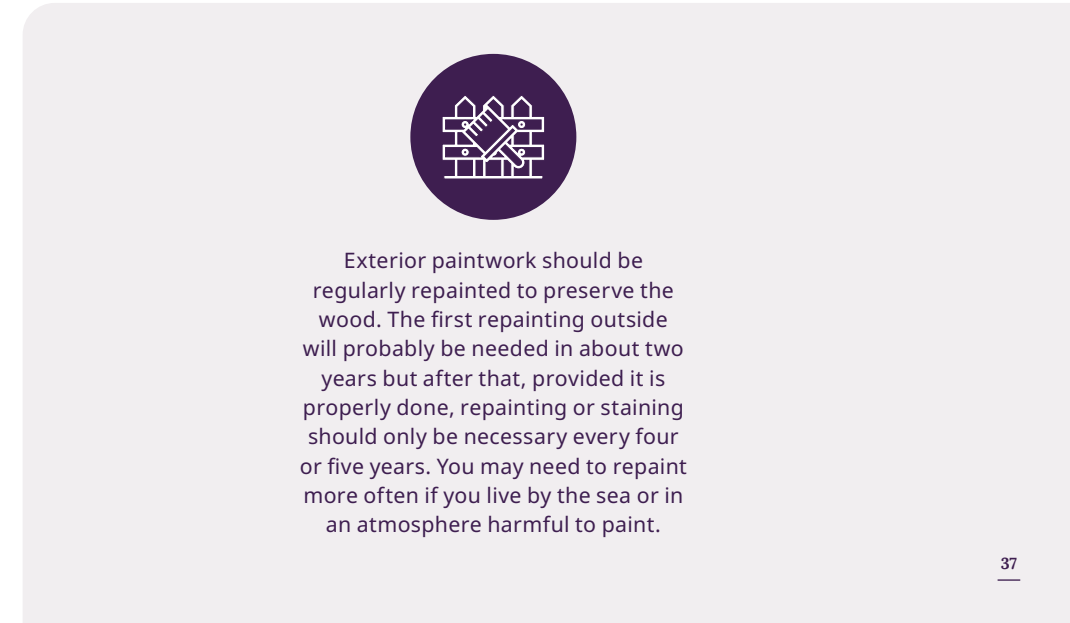 Exterior paintwork should be
regularly repainted to preserve the
wood. The first repainting outside
will probably be needed in about two
years but after that, provided it is
properly done, repainting or staining
should only be necessary every four
or five years. You may need to repaint
more often if you live by the sea or in
an atmosphere harmful to paint.
37